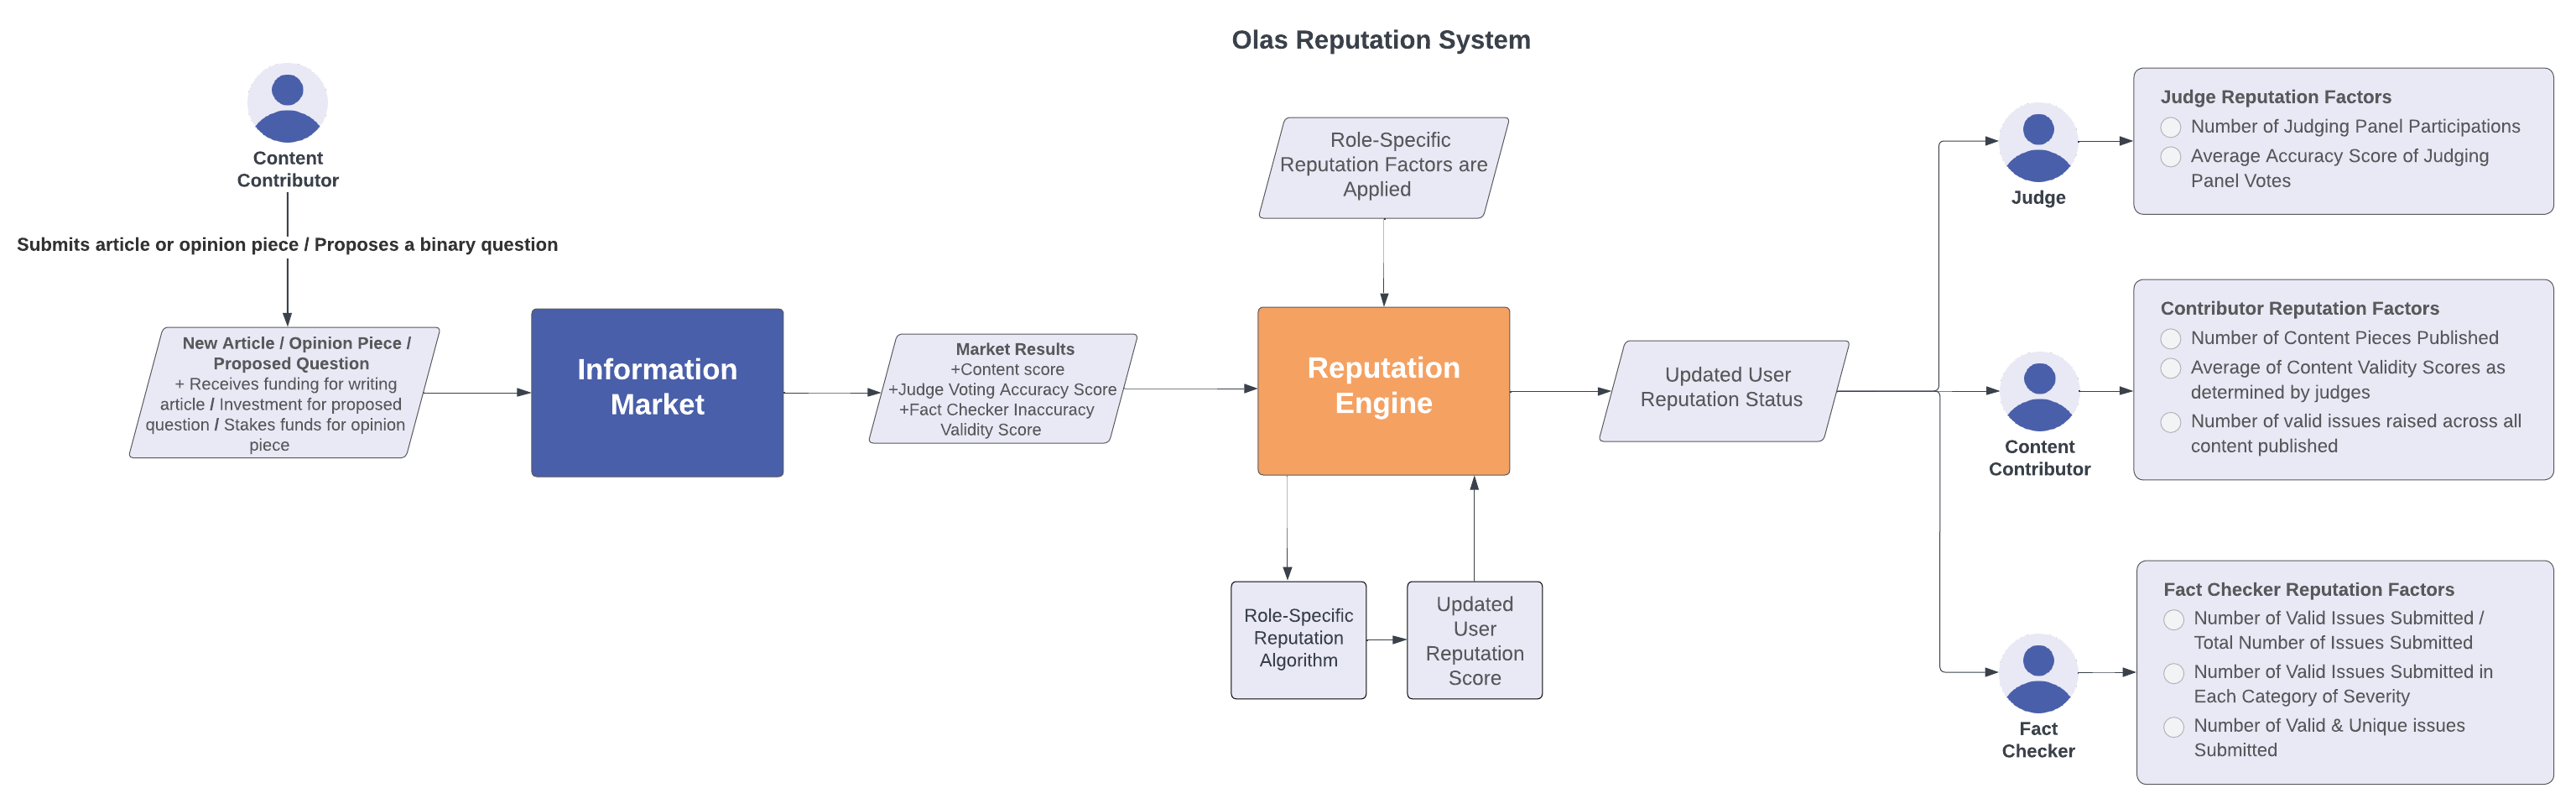 Olas Reputation System
Content
Contributor
Submits article or opinion piece / Proposes a binary question
New Article / Opinion Piece /
Proposed Question
+ Receives funding for writing
article / Investment for proposed
question / Stakes funds for opinion
piece
Information
Market
Market Results
+Content score
+Judge Voting Accuracy Score
+Fact Checker Inaccuracy
Validity Score
Role-Specific
Reputation Factors are
Applied
Reputation
Engine
Role-Specific
Reputation
Algorithm
Updated
User
Reputation
Score
Updated User
Reputation Status
Judge
Judge Reputation Factors
Number of Judging Panel Participations
Average Accuracy Score of Judging
Panel Votes
Content
Contributor
Contributor Reputation Factors
Number of Content Pieces Published
Average of Content Validity Scores as
determined by judges
Number of valid issues raised across all
content published
Fact
Checker
Fact Checker Reputation Factors
Number of Valid Issues Submitted /
Total Number of Issues Submitted
Number of Valid Issues Submitted in
Each Category of Severity
Number of Valid & Unique issues
Submitted